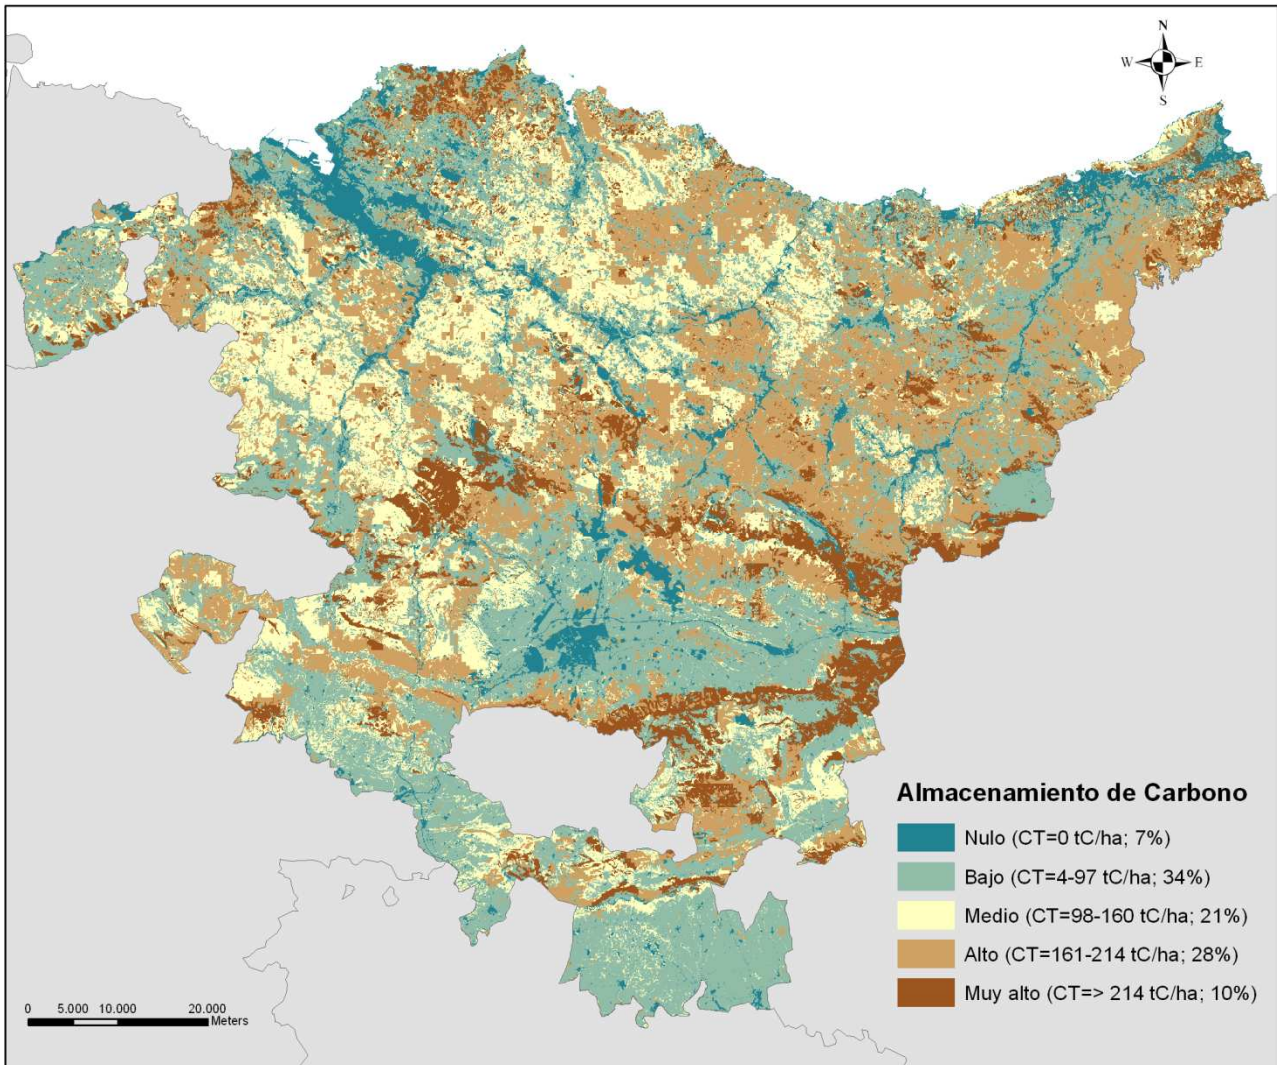 N
W E
S
Almacenamiento de Carbono
Nulo (CT=0 tC/ha; 7%)
Bajo (CT=4-97 tC/ha; 34%)
Medio (CT=98-160 tC/ha; 21%)
Alto (CT=161-214 tC/ha; 28%)
Muy alto (CT=> 214 tC/ha; 10%)
0 5.000 10.000 20.000
Meters